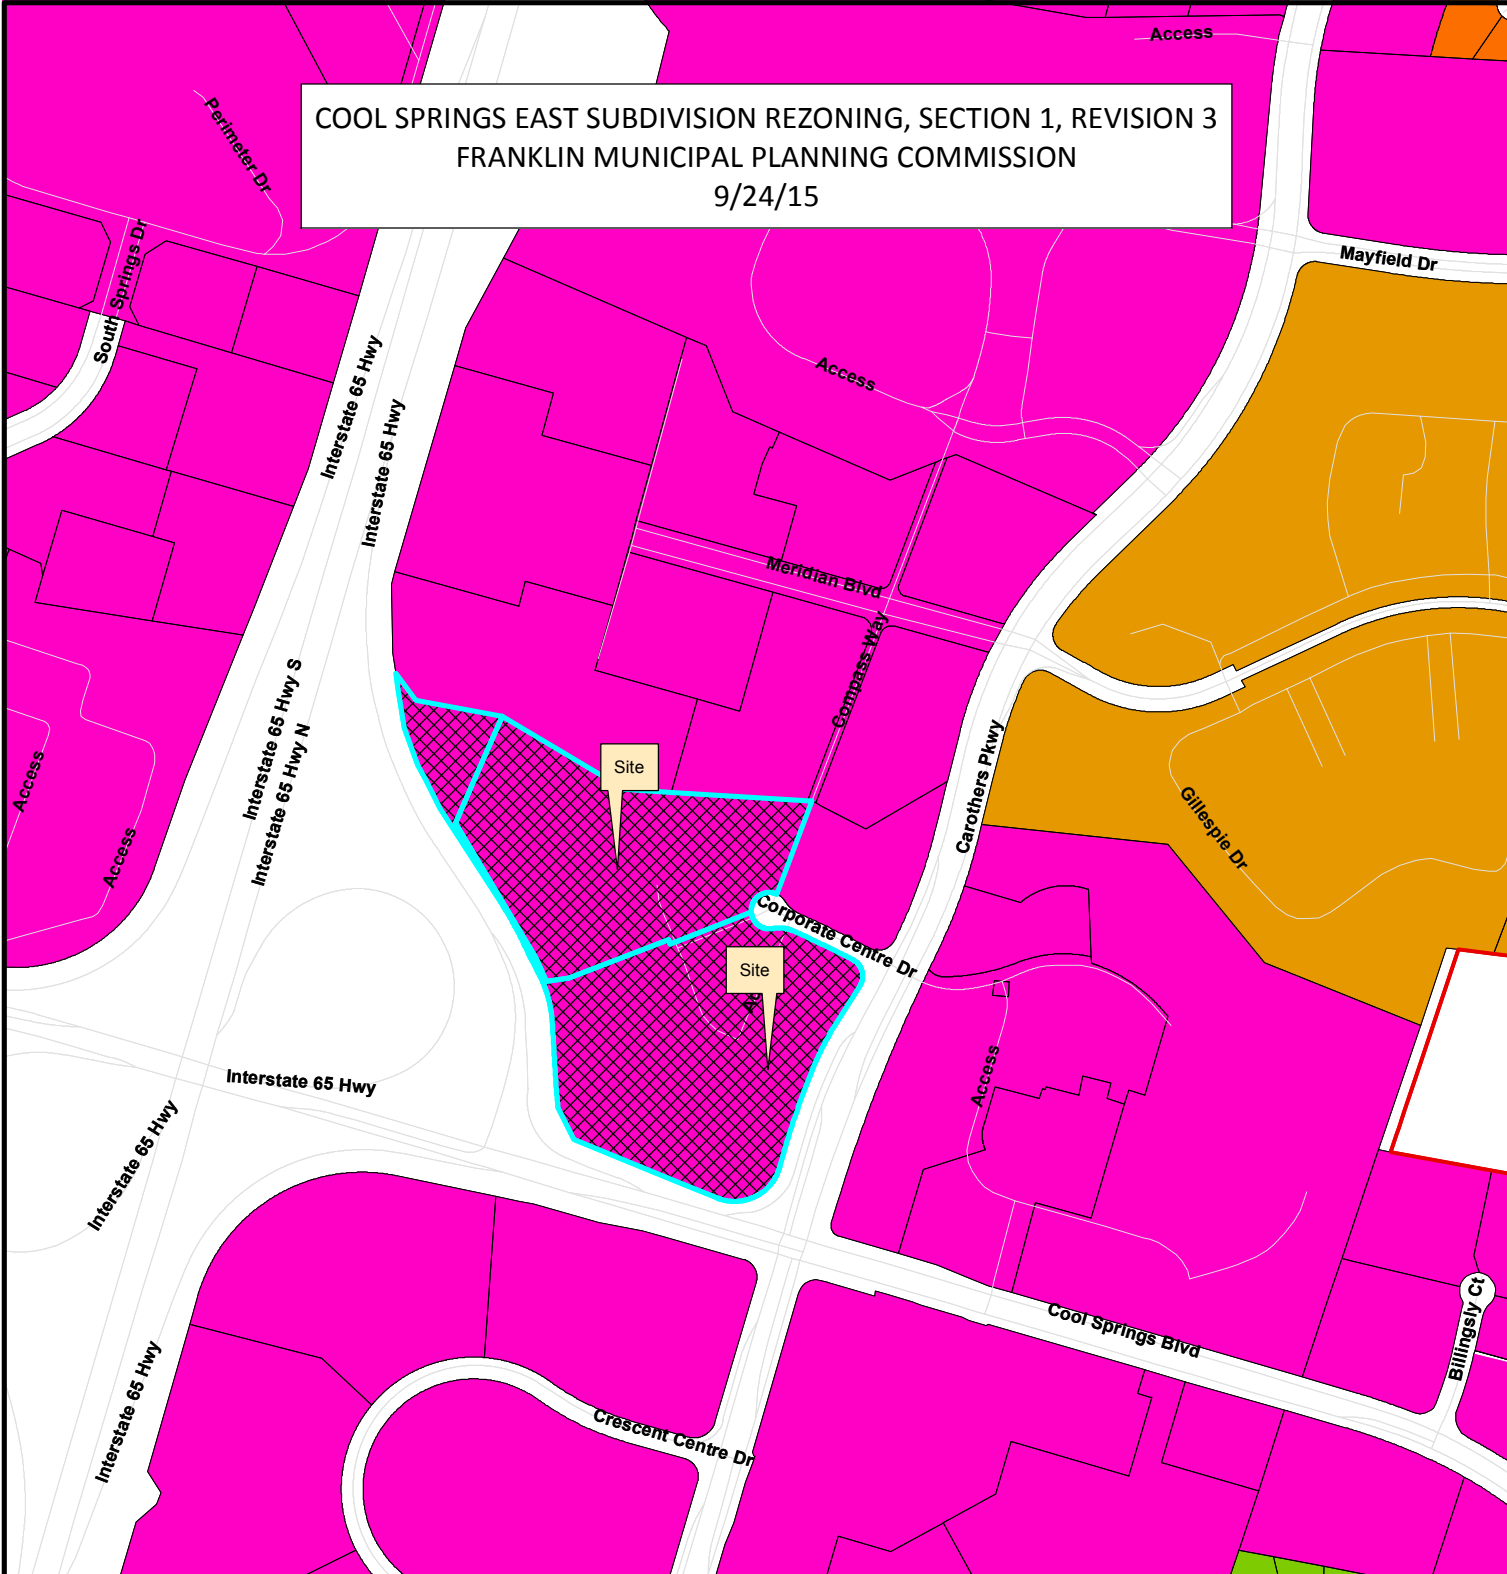 Access
COOL SPRINGS EAST SUBDIVISION REZONING, SECTION 1, REVISION 3
FRANKLIN MUNICIPAL PLANNING COMMISSION
9/24/15
Perimeter Dr
South Springs Dr
Mayfield Dr
Interstate 65 Hwy
Interstate 65 Hwy
Access
Meridian Blvd
Compass Way
Interstate 65 Hwy S
Interstate 65 Hwy N
Carothers Pkwy
Site
Access
Access
Gillespie Dr
Corporate Centre Dr
Site
Access
Interstate 65 Hwy
Interstate 65 Hwy
Cool Springs Blvd
Billingsly Ct
Interstate 65 Hwy
Crescent Centre Dr